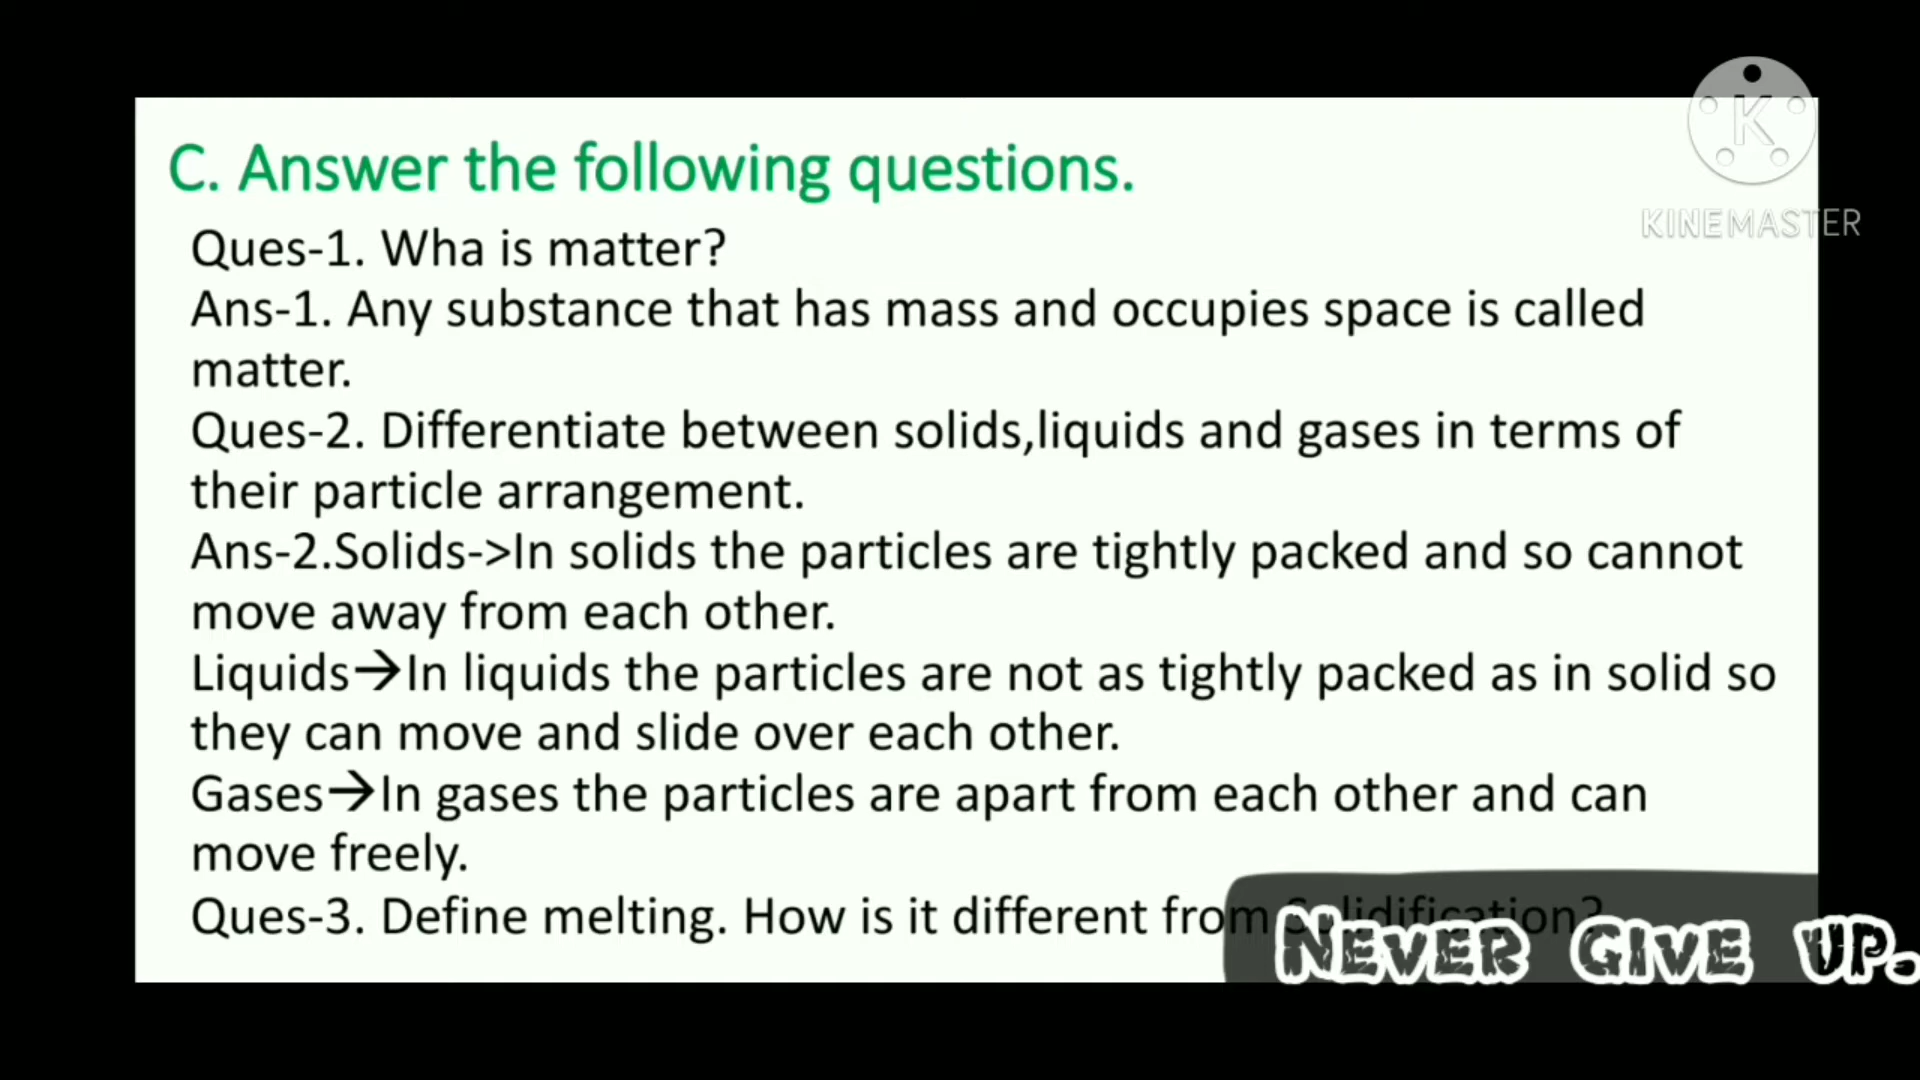 KINEMASTER
C. Answer the following questions.
Ques-1. Wha is matter?
Ans-1. Any substance that has mass and occupies space is called
matter.
Ques-2. Differentiate between solids,liquids and gases in terms of
their particle arrangement.
Ans-2.Solids->In solids the particles are tightly packed and so cannot
move away from each other.
Liquids→In liquids the particles are not as tightly packed as in solid so
they can move and slide over each other.
Gases→In gases the particles are apart from each other and can
move freely.
Ques-3. Define melting. How is it different from Solidification?
NEVER GIVE UP.